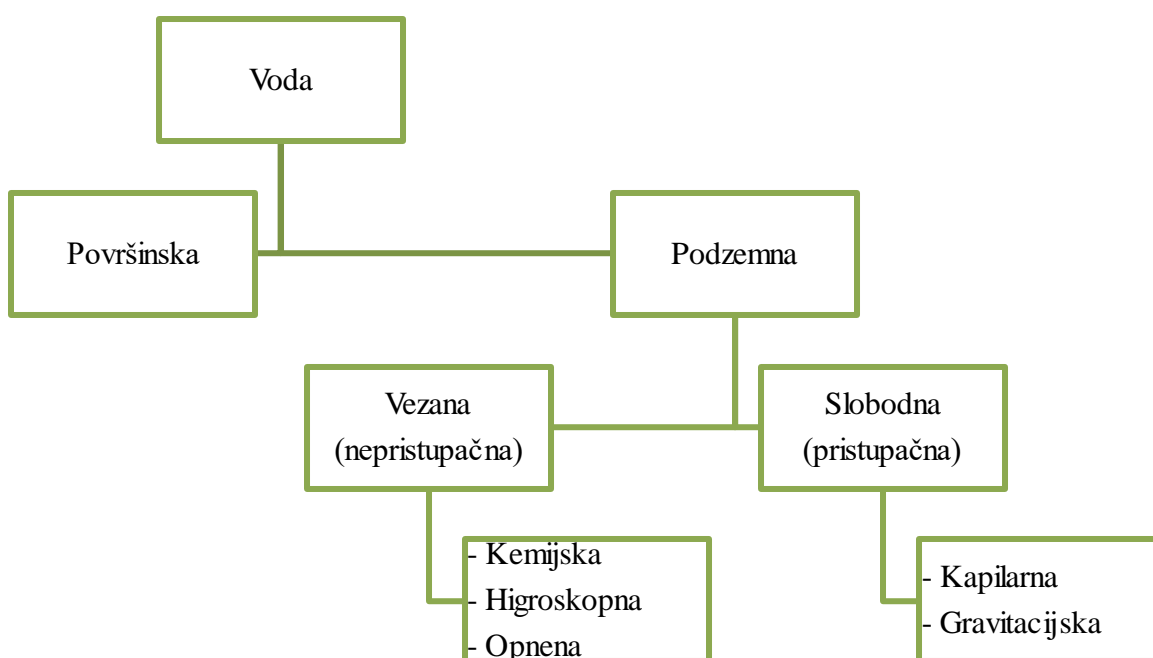 Voda
Površinska
Podzemna
Vezana
(nepristupačna)
Slobodna
(pristupačna)
- Kemijska
- Higroskopna
- Opnena
- Kapilarna
- Gravitacijska